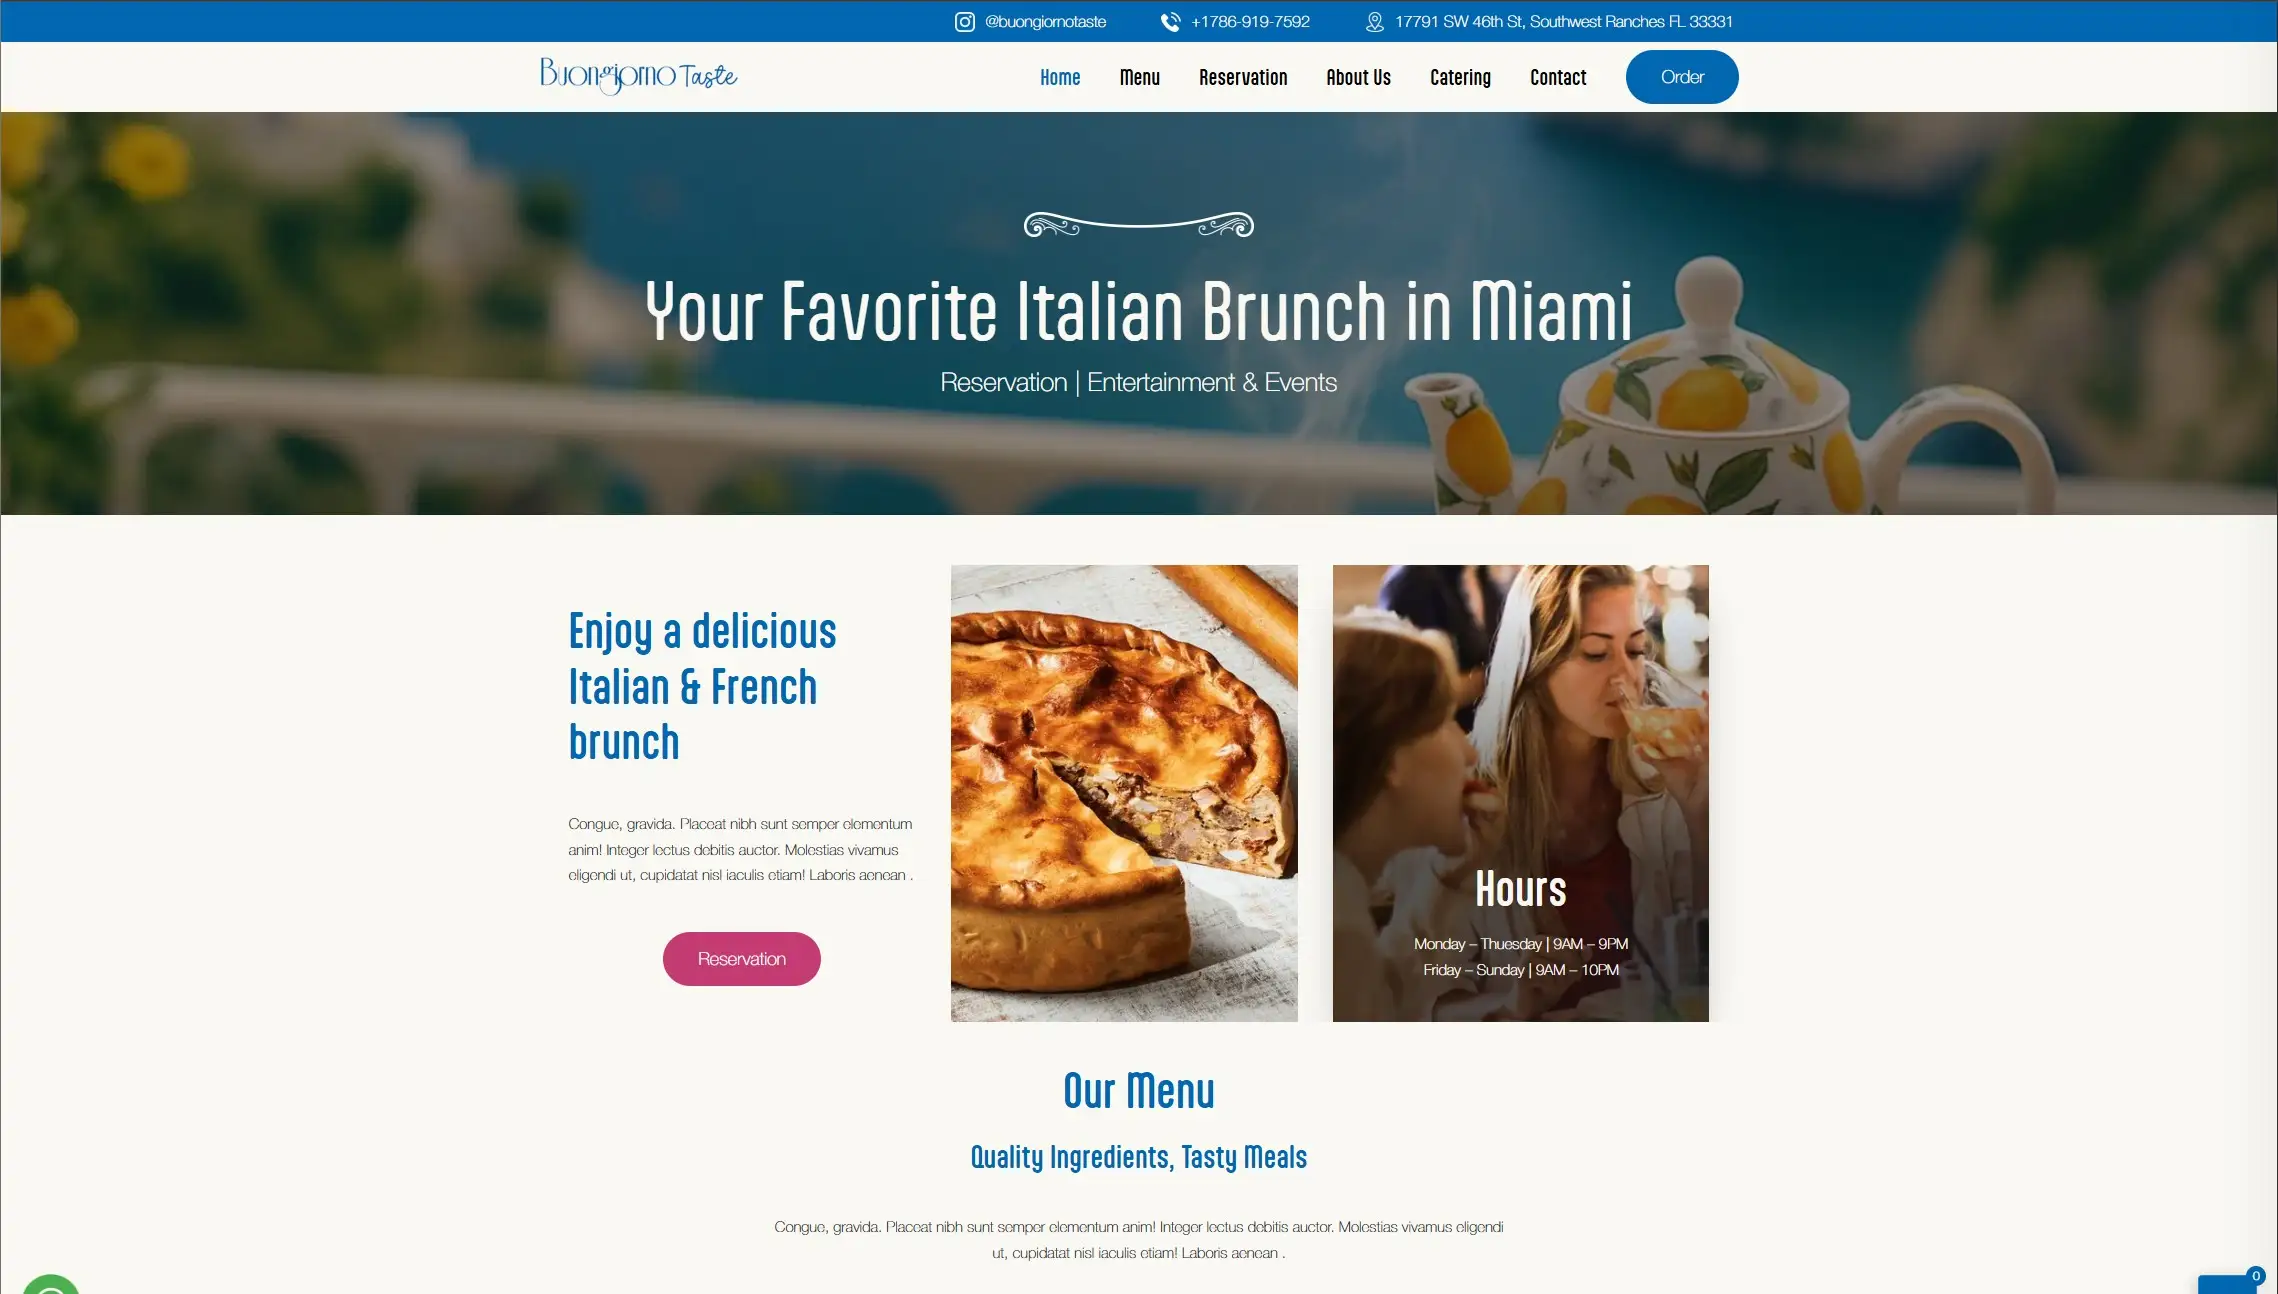 @buongiornotaste +1786-919-7592 17791 SW 46th St, Southwest Ranches FL 33331
Buongiorno Taste Home Menu Reservation About Us Catering Contact Order
Your Favorite Italian Brunch in Miami
Reservation | Entertainment & Events
Enjoy a delicious
Italian & French
brunch
Congue, gravida. Placeat nibh sunt semper elementum
anim! Integer lectus debitis auctor. Molestias vivamus
eligendi ut, cupidatat nisl iaculis etiam! Laboris aenean .
Reservation
Hours
Monday – Thuesday | 9AM – 9PM
Friday – Sunday | 9AM – 10PM
Our Menu
Quality Ingredients, Tasty Meals
Congue, gravida. Placeat nibh sunt semper elementum anim! Integer lectus debitis auctor. Molestias vivamus eligendi
ut, cupidatat nisl iaculis etiam! Laboris aenean .
0